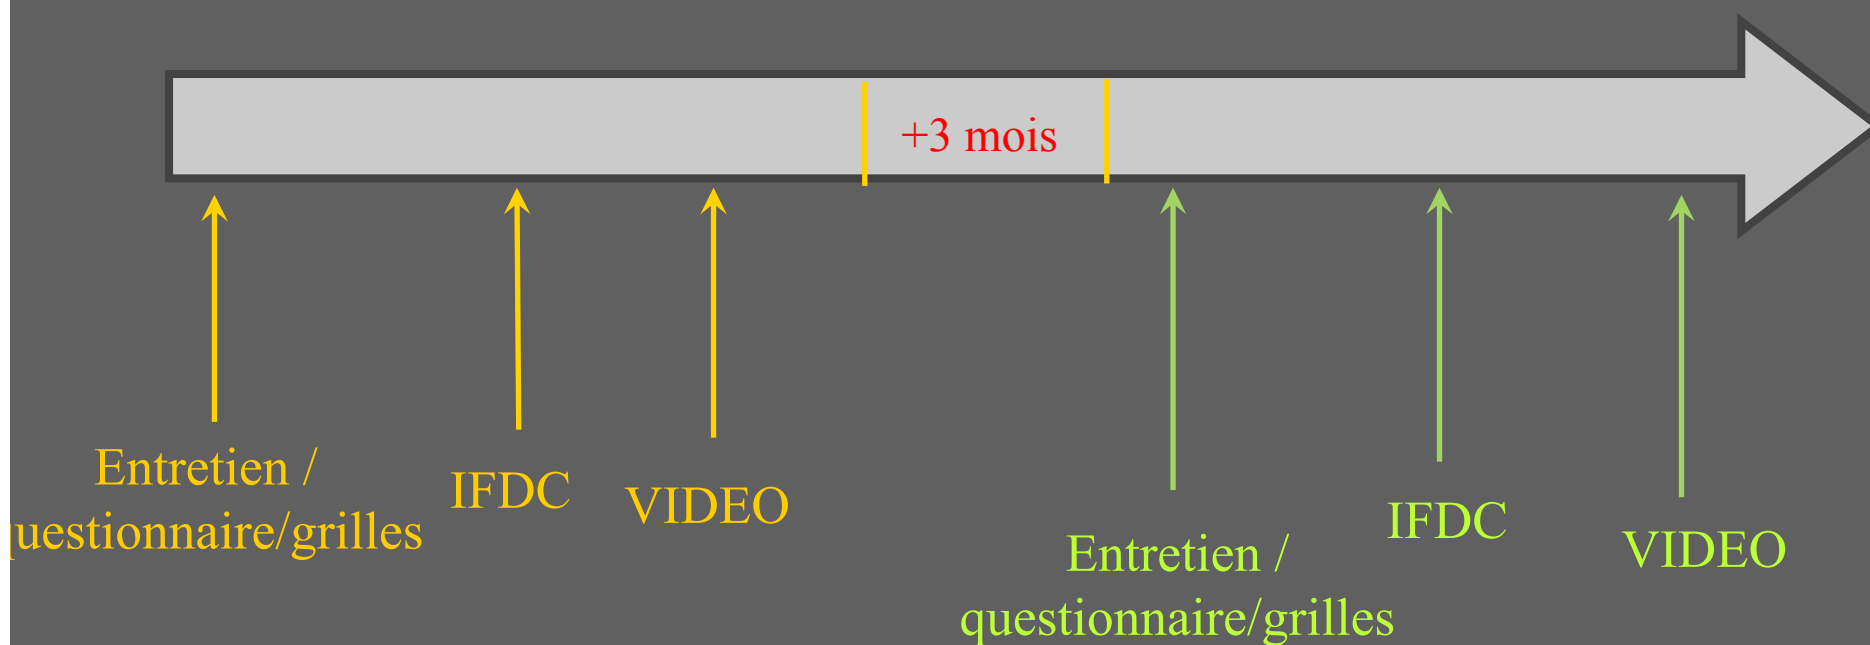 +3 mois
Entretien /
questionnaire/grilles
IFDC
VIDEO
Entretien /
questionnaire/grilles
IFDC
VIDEO